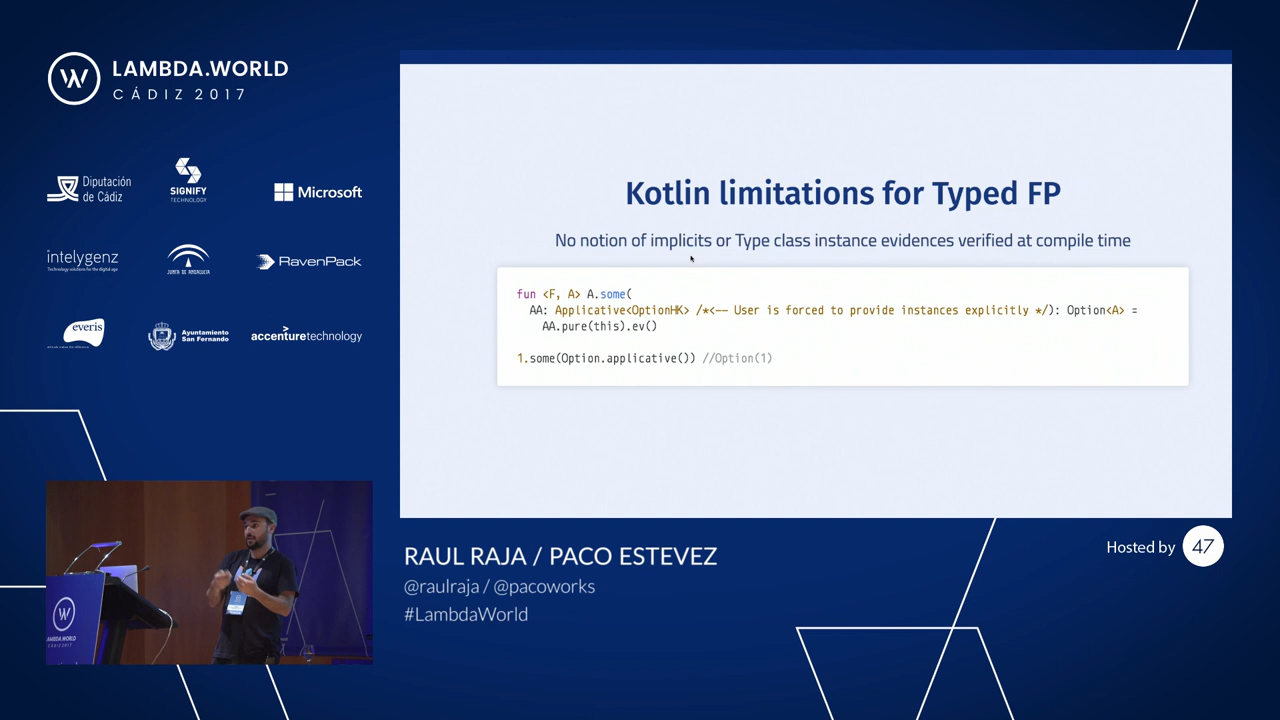 LAMBDA.WORLD
CÁDIZ 2017
Diputación
de Cádiz
SIGNIFY
TECHNOLOGY
Microsoft
intelygenz
Technology solutions for the digital age
JUNTA DE ANDALUCIA
RavenPack
everis
Ayuntamiento
San Fernando
accenturetechnology
Kotlin limitations for Typed FP
No notion of implicits or Type class instance evidences verified at compile time
fun <F, A> A.some(
AA: Applicative<OptionHK> /*<-- User is forced to provide instances explicitly */): Option<A> =
AA.pure(this).ev()
1.some(Option.applicative()) //Option(1)
LAMBDA.WORLD
CÁDIZ 2017
RAUL RAJA / PACO ESTEVEZ
@raulraja / @pacoworks
#LambdaWorld
Hosted by 47